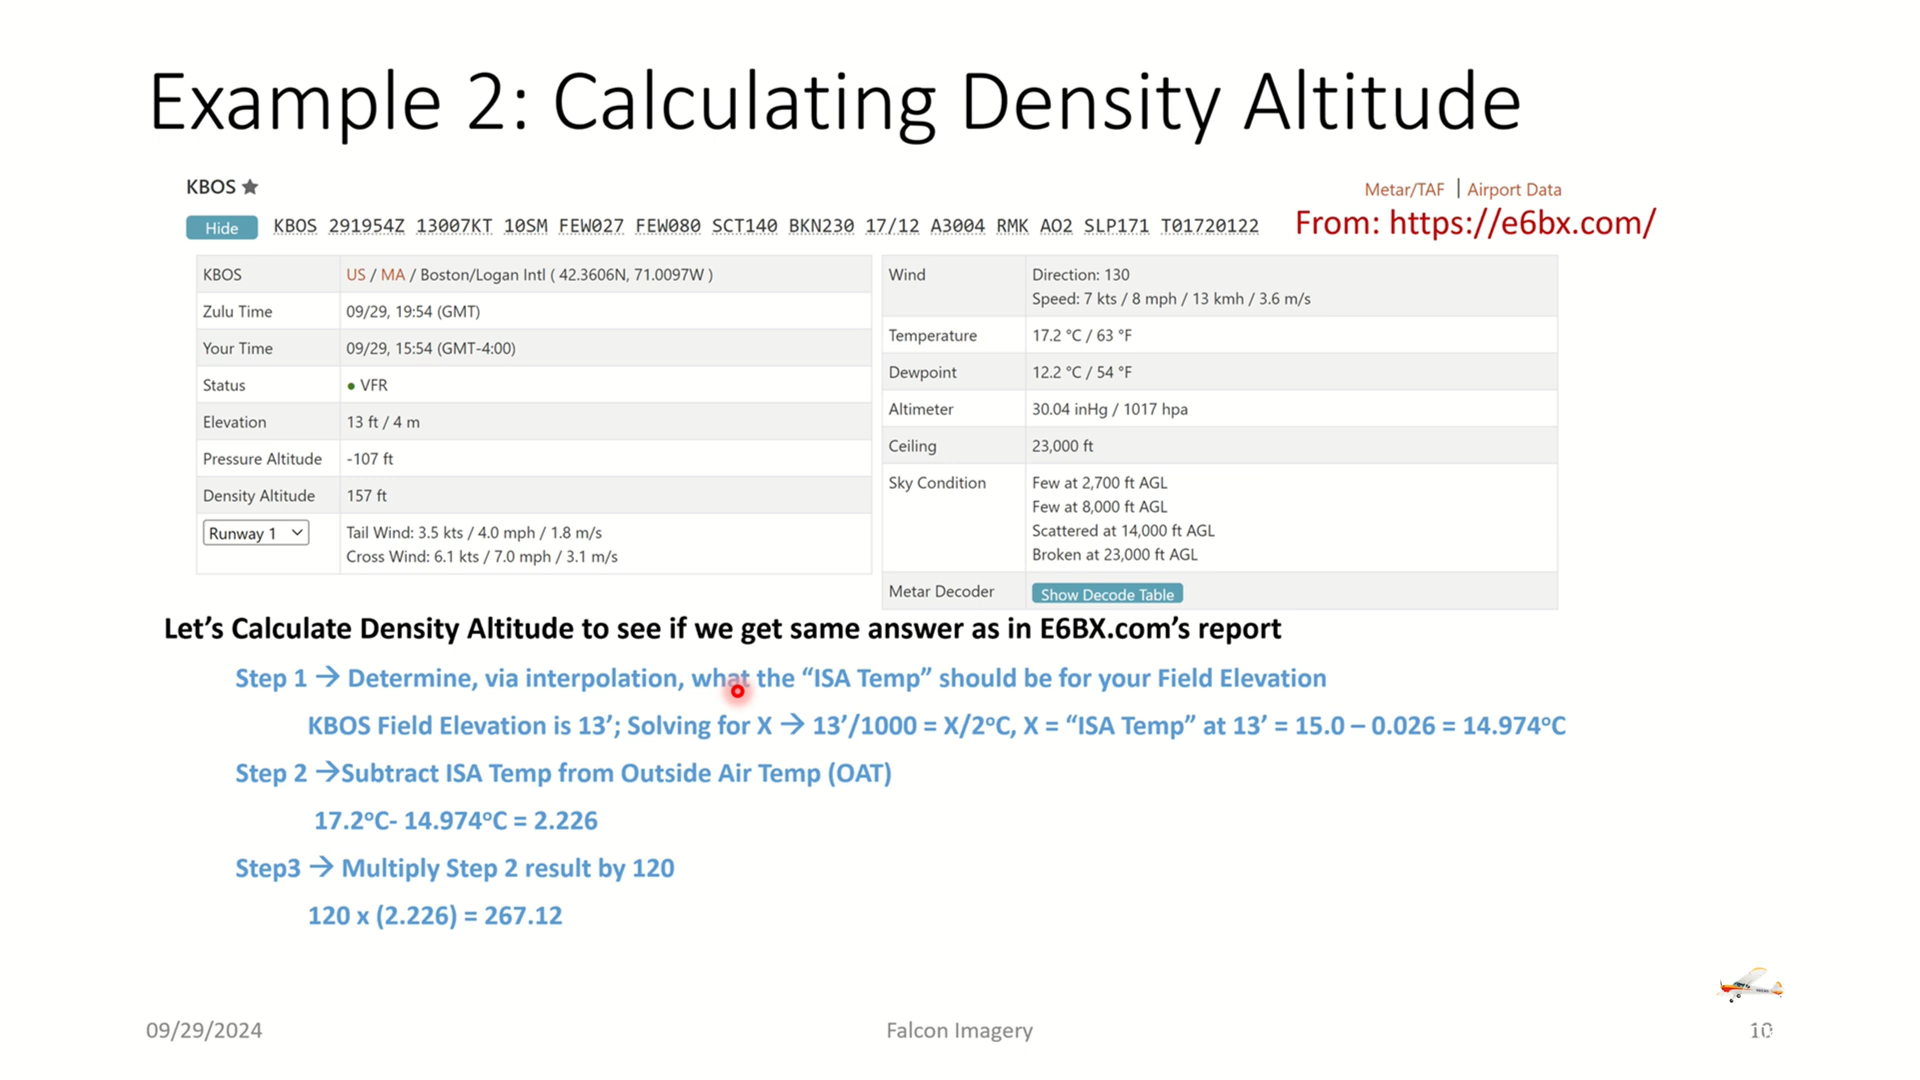 Example 2: Calculating Density Altitude
KBOS
Metar/TAF | Airport Data
Hide KBOS 291954Z 13007KT 10SM FEW027 FEW080 SCT140 BKN230 17/12 A3004 RMK AO2 SLP171 T01720122
From: https://e6bx.com/
KBOS US / MA / Boston/Logan Intl ( 42.3606N, 71.0097W )
Zulu Time 09/29, 19:54 (GMT)
Your Time 09/29, 15:54 (GMT-4:00)
Status ● VFR
Elevation 13 ft / 4 m
Pressure Altitude -107 ft
Density Altitude 157 ft
Runway 1 Tail Wind: 3.5 kts / 4.0 mph / 1.8 m/s
Cross Wind: 6.1 kts / 7.0 mph / 3.1 m/s
Wind Direction: 130
Speed: 7 kts / 8 mph / 13 kmh / 3.6 m/s
Temperature 17.2 °C / 63 °F
Dewpoint 12.2 °C / 54 °F
Altimeter 30.04 inHg / 1017 hpa
Ceiling 23,000 ft
Sky Condition Few at 2,700 ft AGL
Few at 8,000 ft AGL
Scattered at 14,000 ft AGL
Broken at 23,000 ft AGL
Metar Decoder Show Decode Table
Let’s Calculate Density Altitude to see if we get same answer as in E6BX.com’s report
Step 1 → Determine, via interpolation, what the “ISA Temp” should be for your Field Elevation
KBOS Field Elevation is 13’; Solving for X → 13’/1000 = X/2ºC, X = “ISA Temp” at 13’ = 15.0 – 0.026 = 14.974ºC
Step 2 →Subtract ISA Temp from Outside Air Temp (OAT)
17.2ºC- 14.974ºC = 2.226
Step3 → Multiply Step 2 result by 120
120 x (2.226) = 267.12
09/29/2024
Falcon Imagery
10